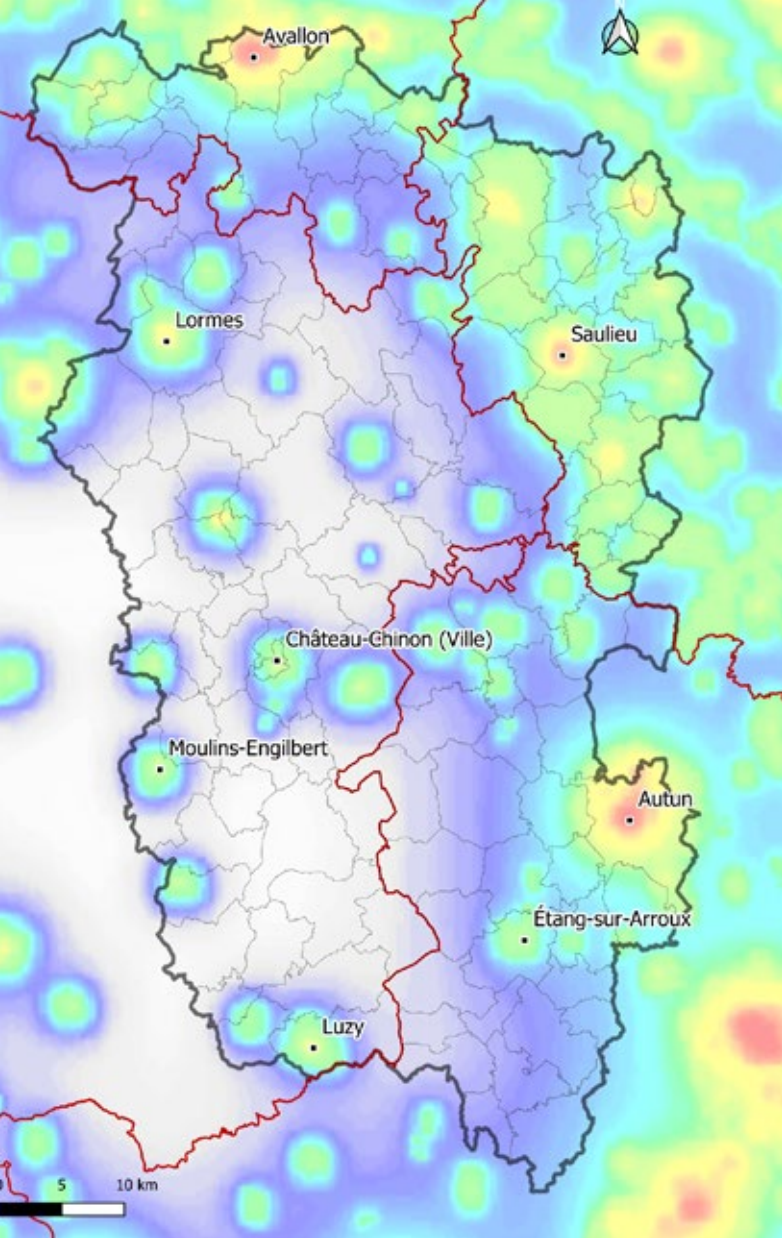 Avallon
Lormes
Saulieu
Château-Chinon (Ville)
Moulins-Engilbert
Autun
Étang-sur-Arroux
Luzy
5 10 km